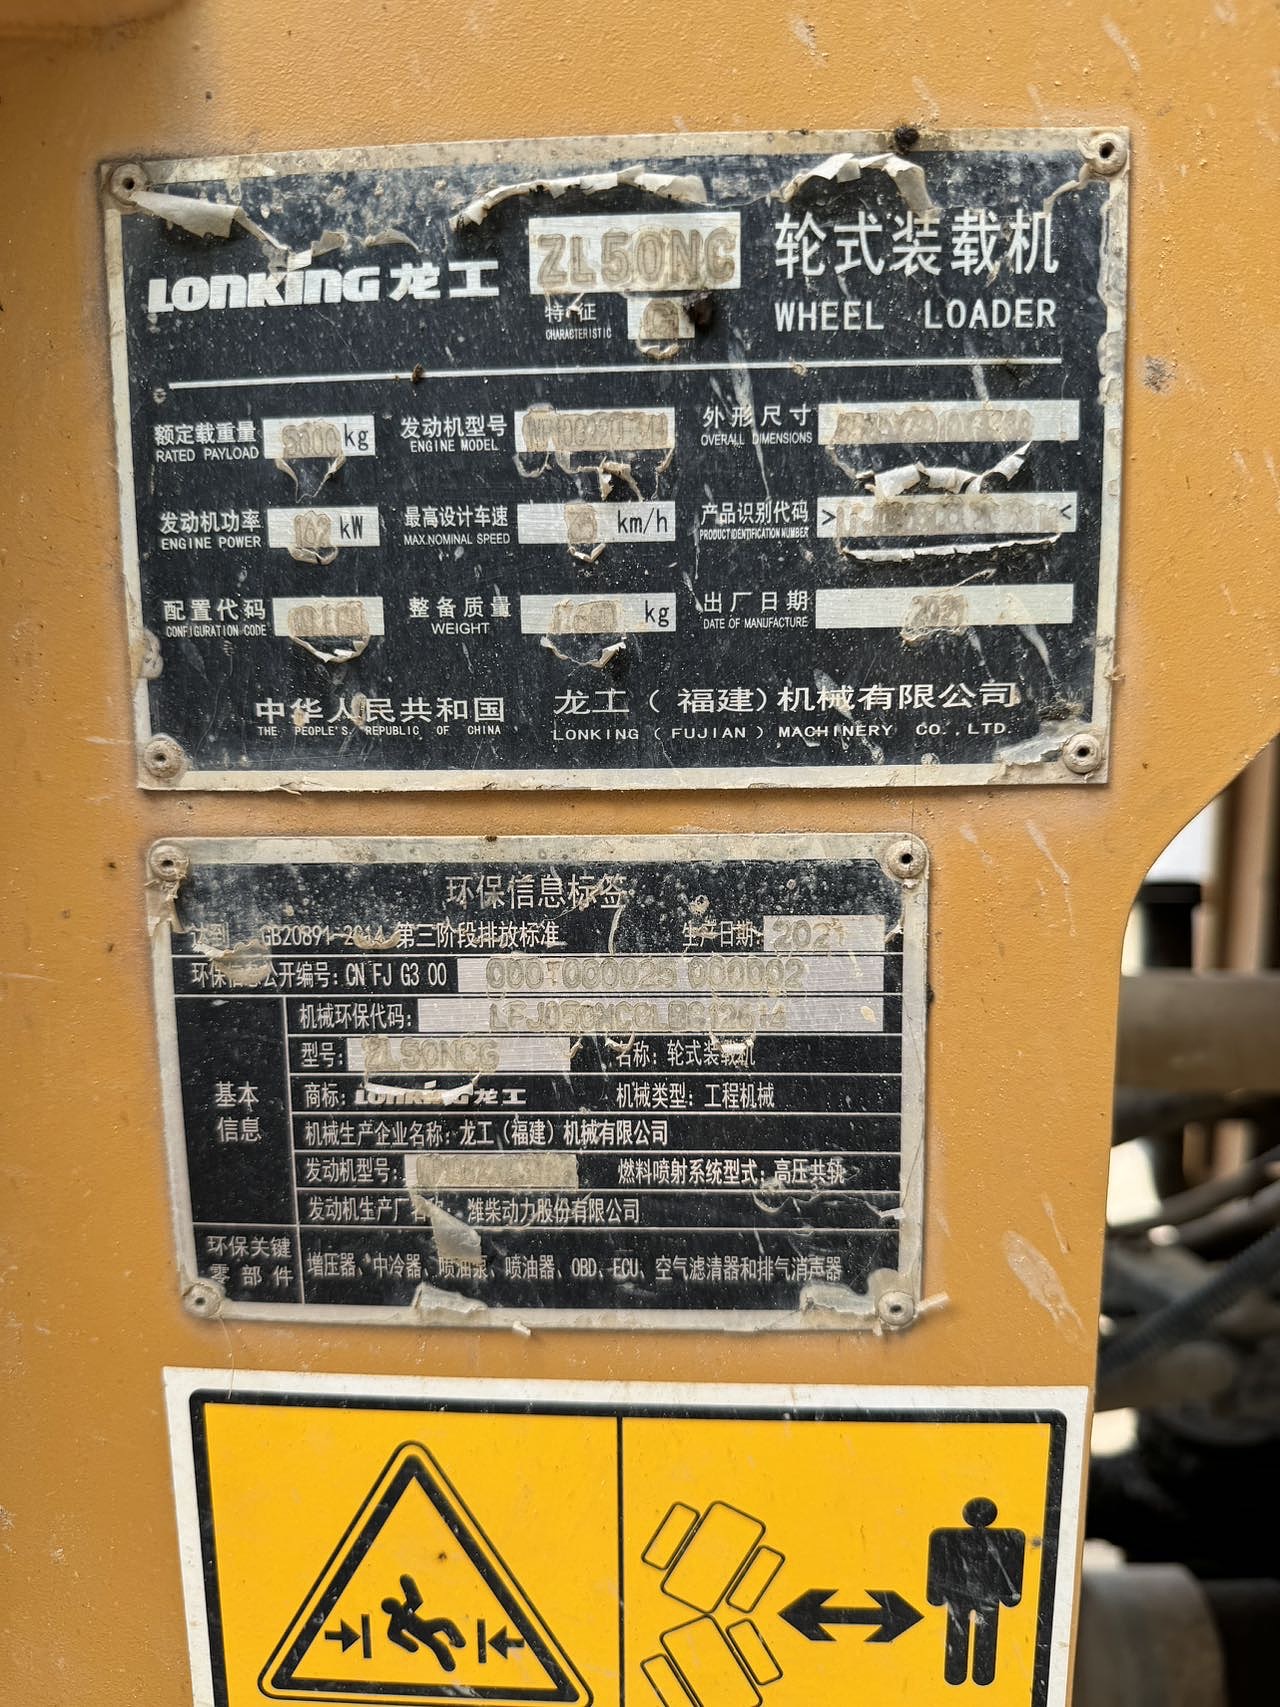 LONKING 龙工 ZL50NC 轮式装载机
特征
CHARACTERISTIC
WHEEL LOADER
额定载重量 5000 kg 发动机型号 外形尺寸
RATED PAYLOAD ENGINE MODEL OVERALL DIMENSIONS
发动机功率 162 kW 最高设计车速 km/h 产品识别代码 > <
ENGINE POWER MAX.NOMINAL SPEED PRODUCT IDENTIFICATION NUMBER
配置代码 整备质量 kg 出厂日期 2021
CONFIGURATION CODE WEIGHT DATE OF MANUFACTURE
中华人民共和国 龙工(福建)机械有限公司
THE PEOPLE'S REPUBLIC OF CHINA LONKING (FUJIAN) MACHINERY CO.,LTD.
环保信息标签
达到 GB20891-2014 第三阶段排放标准 生产日期: 2021
环保信息公开编号: CN FJ G3 00 000002
机械环保代码:
型号: ZL50NCG 名称: 轮式装载机
基本信息
商标: LONKING 龙工 机械类型: 工程机械
机械生产企业名称: 龙工(福建)机械有限公司
发动机型号: 燃料喷射系统型式: 高压共轨
发动机生产厂名称: 潍柴动力股份有限公司
环保关键零部件 增压器、中冷器、喷油泵、喷油器、OBD、ECU、空气滤清器和排气消声器